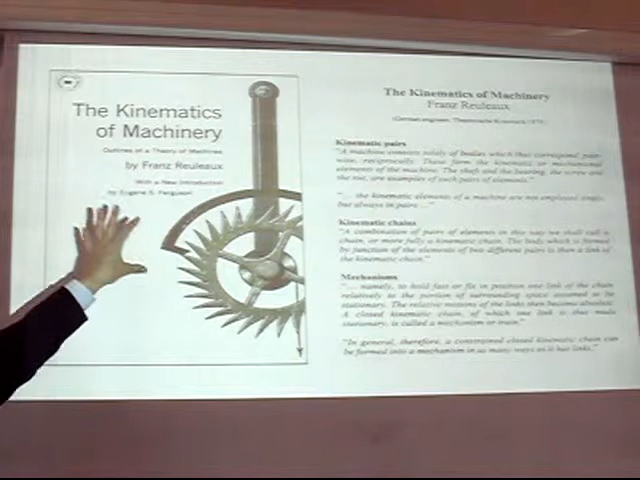 The Kinematics
of Machinery
Outlines of a Theory of Machines
by Franz Reuleaux
With a New Introduction
by Eugene S. Ferguson
The Kinematics of Machinery
Franz Reuleaux
(German engineer, Theoretische Kinematik 1875)
Kinematic pairs
"A machine consists solely of bodies which thus correspond, pair-
wise, reciprocally. These form the kinematic or mechanismal
elements of the machine. The shaft and the bearing, the screw and
the nut, are examples of such pairs of elements."
"... the kinematic elements of a machine are not employed singly,
but always in pairs ..."
Kinematic chains
"A combination of pairs of elements in this way we shall call a
chain, or more fully a kinematic chain. The body which is formed
by junction of the elements of two different pairs is then a link of
the kinematic chain."
Mechanisms
"... namely, to hold fast or fix in position one link of the chain
relatively to the portion of surrounding space assumed to be
stationary. The relative motions of the links then become absolute.
A closed kinematic chain, of which one link is thus made
stationary, is called a mechanism or train."
"In general, therefore, a constrained closed kinematic chain can
be formed into a mechanism in as many ways as it has links."